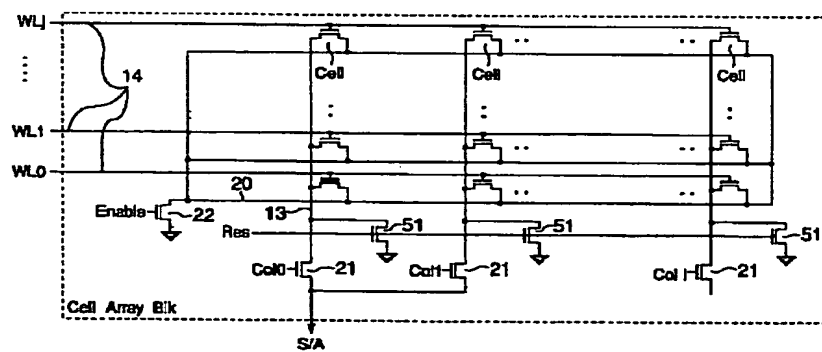 WLj
14
Cell
Cell
Cell
WL1
WL0
20
Enable
22
13
51
51
51
Res
Col0
21
Col1
21
Col i
21
Cell Array Blk
S/A